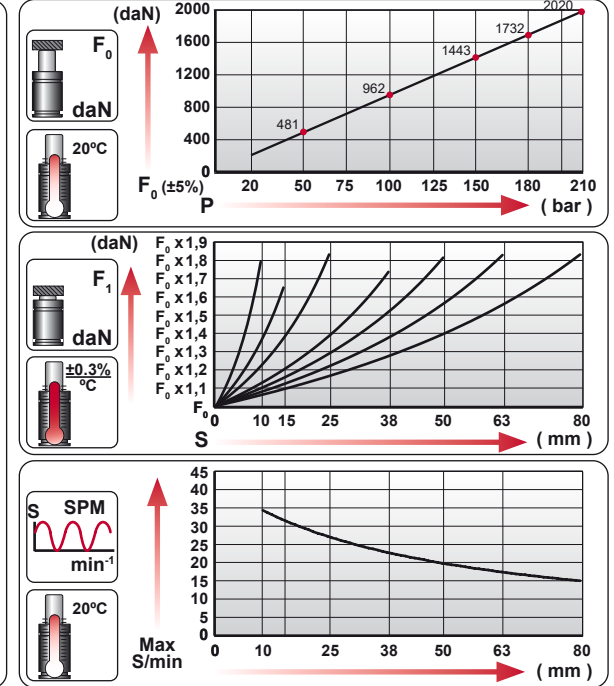 (daN)
F0
daN
20ºC
2000
1600
1200
800
400
0
481
962
1443
1732
2020
F0 (±5%)
20 50 75 100 125 150 180 210
P
( bar )
(daN)
F1
daN
±0.3%
ºC
F0 x1,9
F0 x1,8
F0 x1,7
F0 x1,6
F0 x1,5
F0 x1,4
F0 x1,3
F0 x1,2
F0 x1,1
F0
0 10 15 25 38 50 63 80
S
( mm )
S SPM
min-1
20ºC
45
40
35
30
25
20
15
10
5
0
Max
S/min
0 10 30 38 50 63 80
( mm )